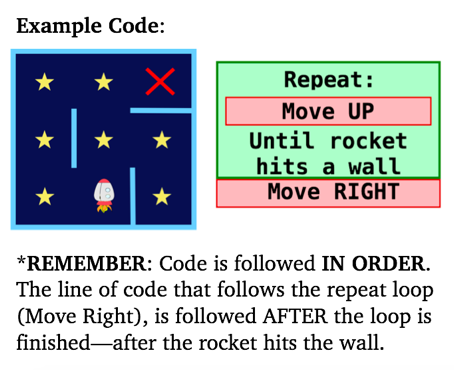 Example Code:
Repeat:
Move UP
Until rocket
hits a wall
Move RIGHT
*REMEMBER: Code is followed IN ORDER.
The line of code that follows the repeat loop
(Move Right), is followed AFTER the loop is
finished—after the rocket hits the wall.